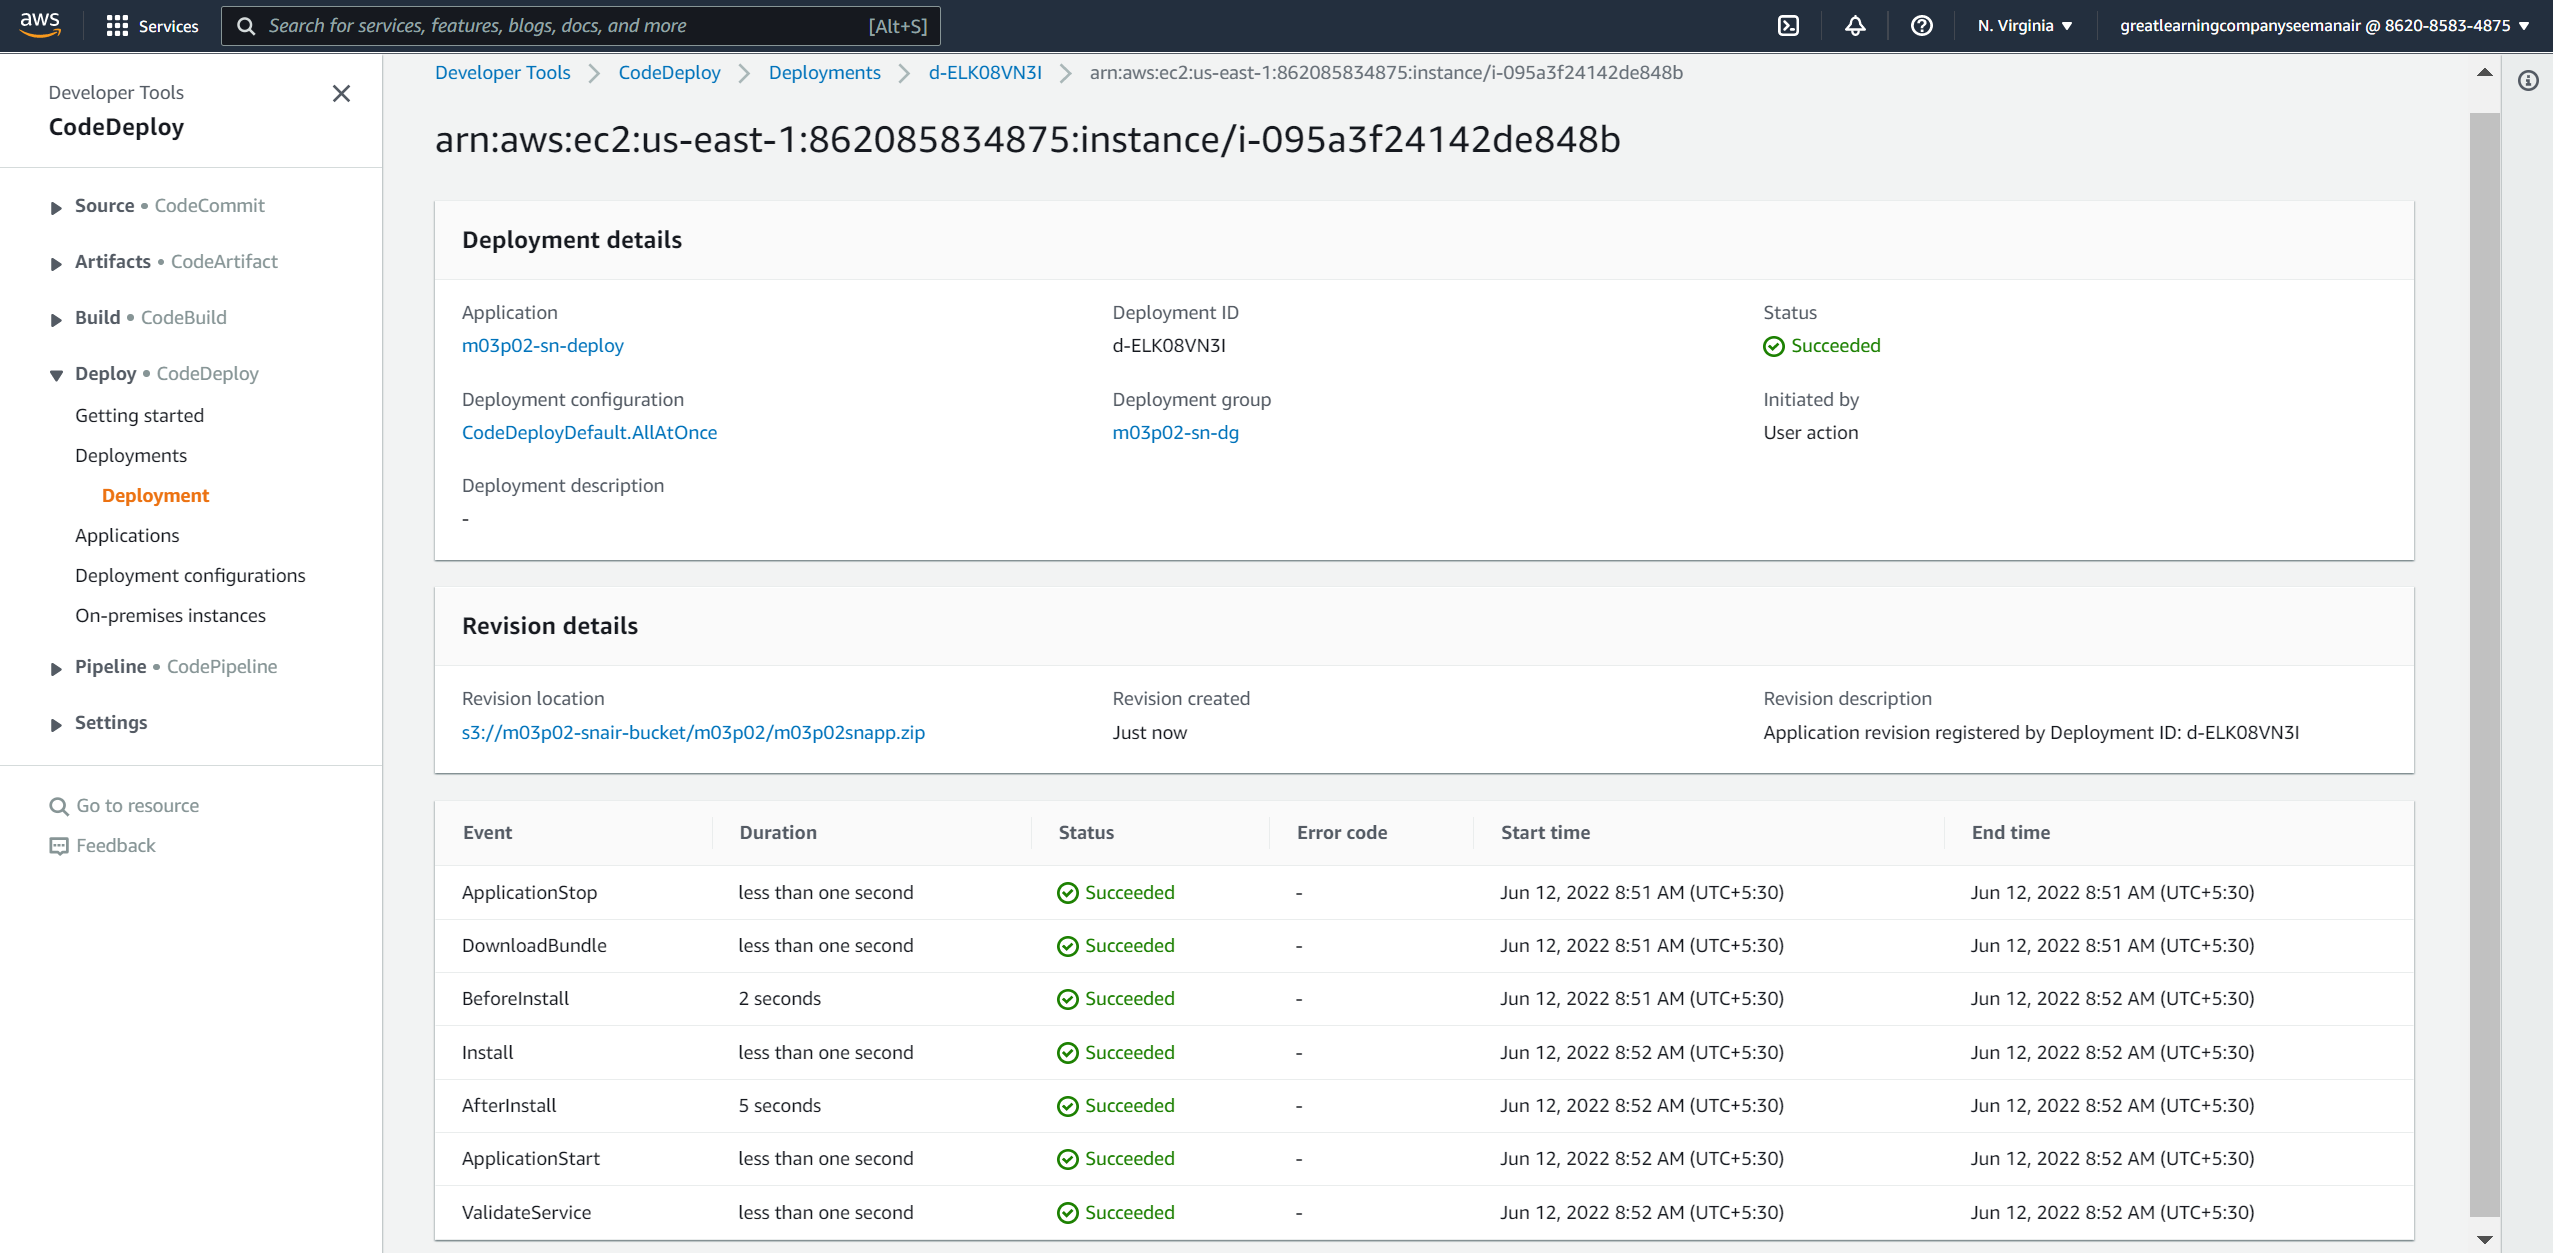 aws Services Search for services, features, blogs, docs, and more [Alt+S] N. Virginia greatlearningcompanyseemanair @ 8620-8583-4875
Developer Tools
CodeDeploy
Source • CodeCommit
Artifacts • CodeArtifact
Build • CodeBuild
Deploy • CodeDeploy
Getting started
Deployments
Deployment
Applications
Deployment configurations
On-premises instances
Pipeline • CodePipeline
Settings
Go to resource
Feedback
Developer Tools CodeDeploy Deployments d-ELK08VN3I arn:aws:ec2:us-east-1:862085834875:instance/i-095a3f24142de848b
arn:aws:ec2:us-east-1:862085834875:instance/i-095a3f24142de848b
Deployment details
Application Deployment ID Status
m03p02-sn-deploy d-ELK08VN3I Succeeded
Deployment configuration Deployment group Initiated by
CodeDeployDefault.AllAtOnce m03p02-sn-dg User action
Deployment description
-
Revision details
Revision location Revision created Revision description
s3://m03p02-snair-bucket/m03p02/m03p02snapp.zip Just now Application revision registered by Deployment ID: d-ELK08VN3I
Event Duration Status Error code Start time End time
ApplicationStop less than one second Succeeded - Jun 12, 2022 8:51 AM (UTC+5:30) Jun 12, 2022 8:51 AM (UTC+5:30)
DownloadBundle less than one second Succeeded - Jun 12, 2022 8:51 AM (UTC+5:30) Jun 12, 2022 8:51 AM (UTC+5:30)
BeforeInstall 2 seconds Succeeded - Jun 12, 2022 8:51 AM (UTC+5:30) Jun 12, 2022 8:52 AM (UTC+5:30)
Install less than one second Succeeded - Jun 12, 2022 8:52 AM (UTC+5:30) Jun 12, 2022 8:52 AM (UTC+5:30)
AfterInstall 5 seconds Succeeded - Jun 12, 2022 8:52 AM (UTC+5:30) Jun 12, 2022 8:52 AM (UTC+5:30)
ApplicationStart less than one second Succeeded - Jun 12, 2022 8:52 AM (UTC+5:30) Jun 12, 2022 8:52 AM (UTC+5:30)
ValidateService less than one second Succeeded - Jun 12, 2022 8:52 AM (UTC+5:30) Jun 12, 2022 8:52 AM (UTC+5:30)